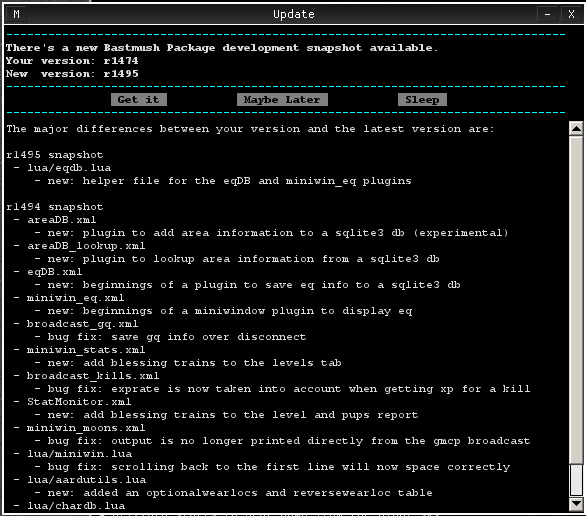 M Update - X
There's a new Bastmush Package development snapshot available.
Your version: r1474
New  version: r1495
Get it Maybe Later Sleep
The major differences between your version and the latest version are:
r1495 snapshot
- lua/eqdb.lua
- new: helper file for the eqDB and miniwin_eq plugins
r1494 snapshot
- areaDB.xml
- new: plugin to add area information to a sqlite3 db (experimental)
- areaDB_lookup.xml
- new: plugin to lookup area information from a sqlite3 db
- eqDB.xml
- new: beginnings of a plugin to save eq info to a sqlite3 db
- miniwin_eq.xml
- new: beginnings of a miniwindow plugin to display eq
- broadcast_gq.xml
- bug fix: save gq info over disconnect
- miniwin_stats.xml
- new: add blessing trains to the levels tab
- broadcast_kills.xml
- bug fix: exprate is now taken into account when getting xp for a kill
- StatMonitor.xml
- new: add blessing trains to the level and pups report
- miniwin_moons.xml
- bug fix: output is no longer printed directly from the gmcp broadcast
- lua/miniwin.lua
- bug fix: scrolling back to the first line will now space correctly
- lua/aardutils.lua
- new: added an optionalwearlocs and reversewearloc table
- lua/chardb.lua